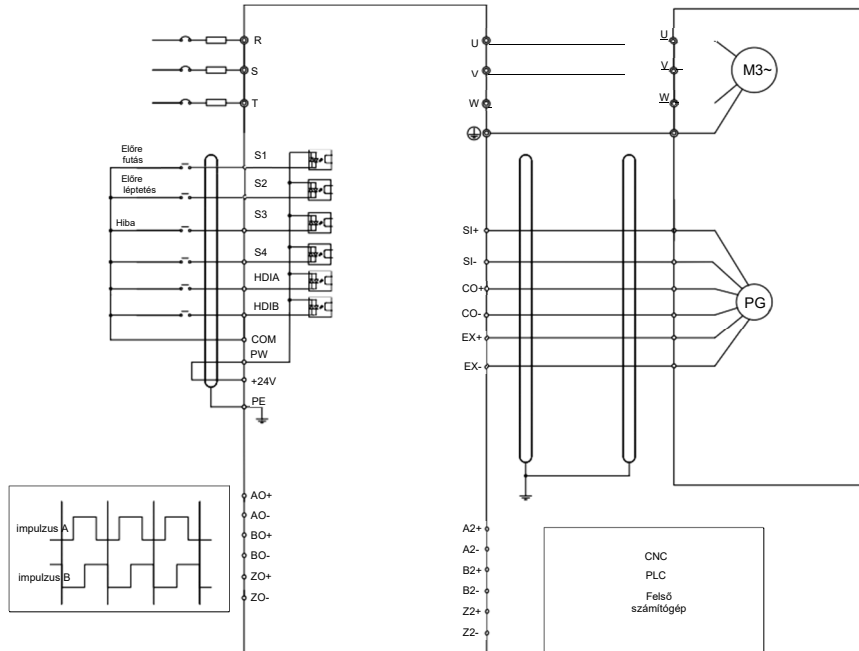 R
S
T
U
V
W
U
V
W
M3~
Előre
futás
Előre
léptetés
Hiba
S1
S2
S3
S4
HDIA
HDIB
COM
PW
+24V
PE
SI+
SI-
CO+
CO-
EX+
EX-
PG
impulzus A
impulzus B
AO+
AO-
BO+
BO-
ZO+
ZO-
A2+
A2-
B2+
B2-
Z2+
Z2-
CNC
PLC
Felső
számítógép